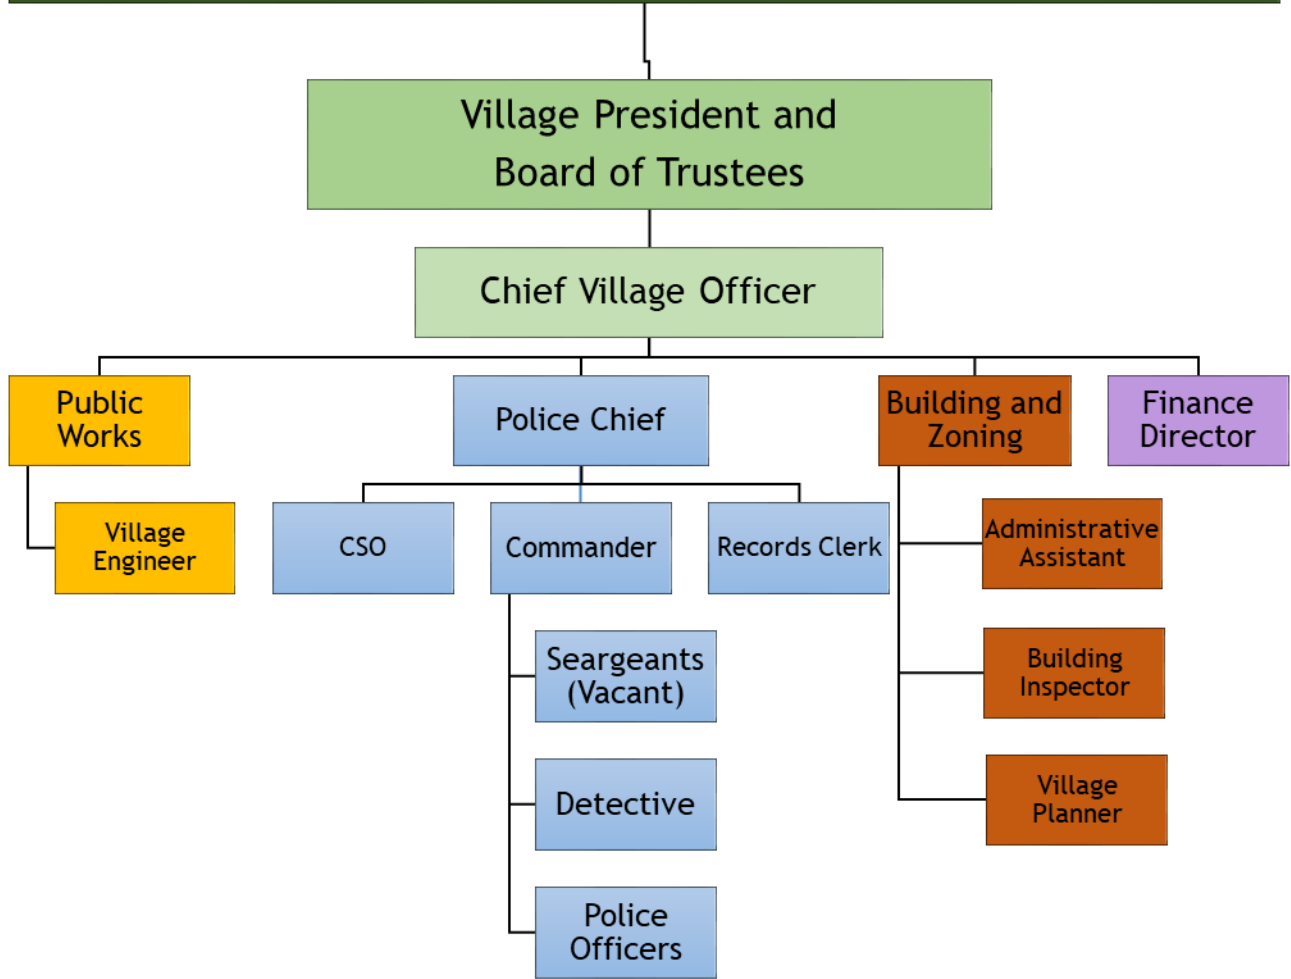 Village President and
Board of Trustees
Chief Village Officer
Public
Works
Police Chief
Building and
Zoning
Finance
Director
Village
Engineer
CSO
Commander
Records Clerk
Administrative
Assistant
Seargeants
(Vacant)
Building
Inspector
Detective
Village
Planner
Police
Officers